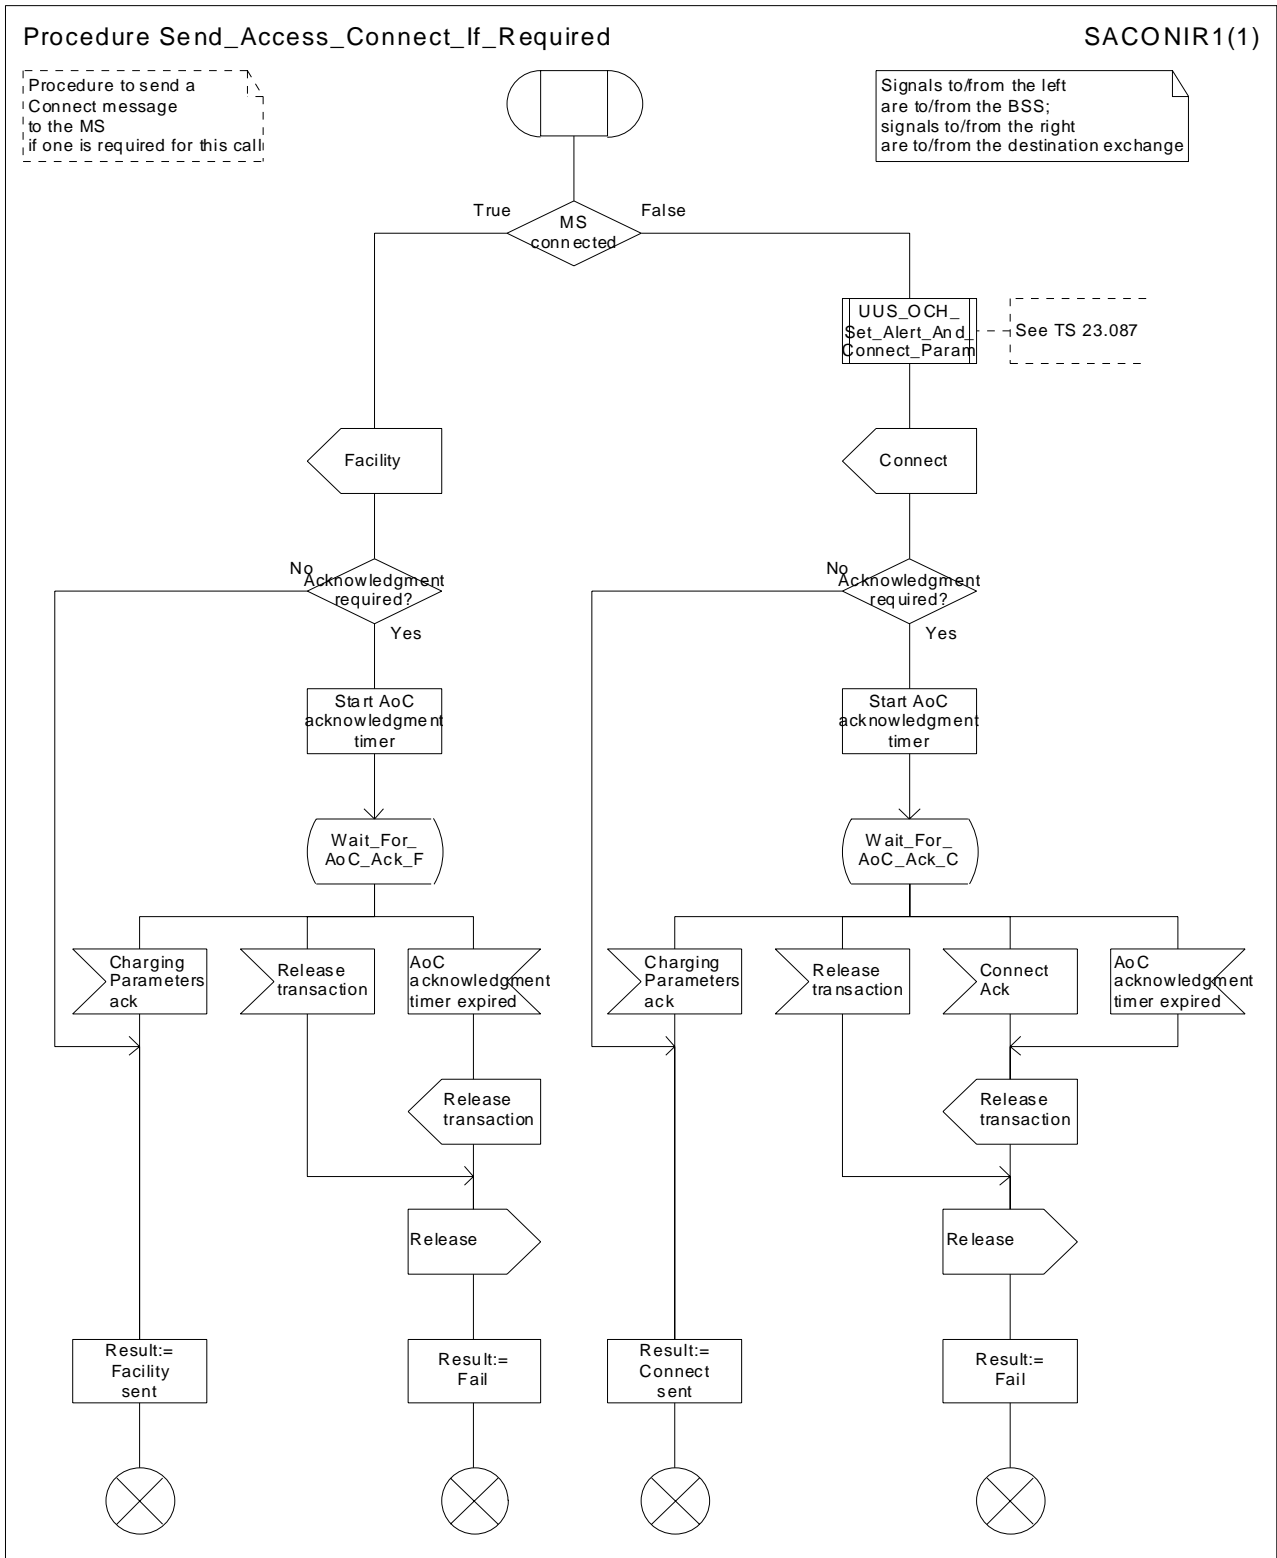 Procedure Send_Access_Connect_If_Required
SACONIR1(1)
Procedure to send a
Connect message
to the MS
if one is required for this call
Signals to/from the left
are to/from the BSS;
signals to/from the right
are to/from the destination exchange
True
MS
connected
False
UUS_OCH_
Set_Alert_And_
Connect_Param
See TS 23.087
Facility
Connect
No
Acknowledgment
required?
Yes
No
Acknowledgment
required?
Yes
Start AoC
acknowledgment
timer
Start AoC
acknowledgment
timer
Wait_For_
AoC_Ack_F
Wait_For_
AoC_Ack_C
Charging
Parameters
ack
Release
transaction
AoC
acknowledgment
timer expired
Charging
Parameters
ack
Release
transaction
Connect
Ack
AoC
acknowledgment
timer expired
Release
transaction
Release
transaction
Release
Release
Result:=
Facility
sent
Result:=
Fail
Result:=
Connect
sent
Result:=
Fail